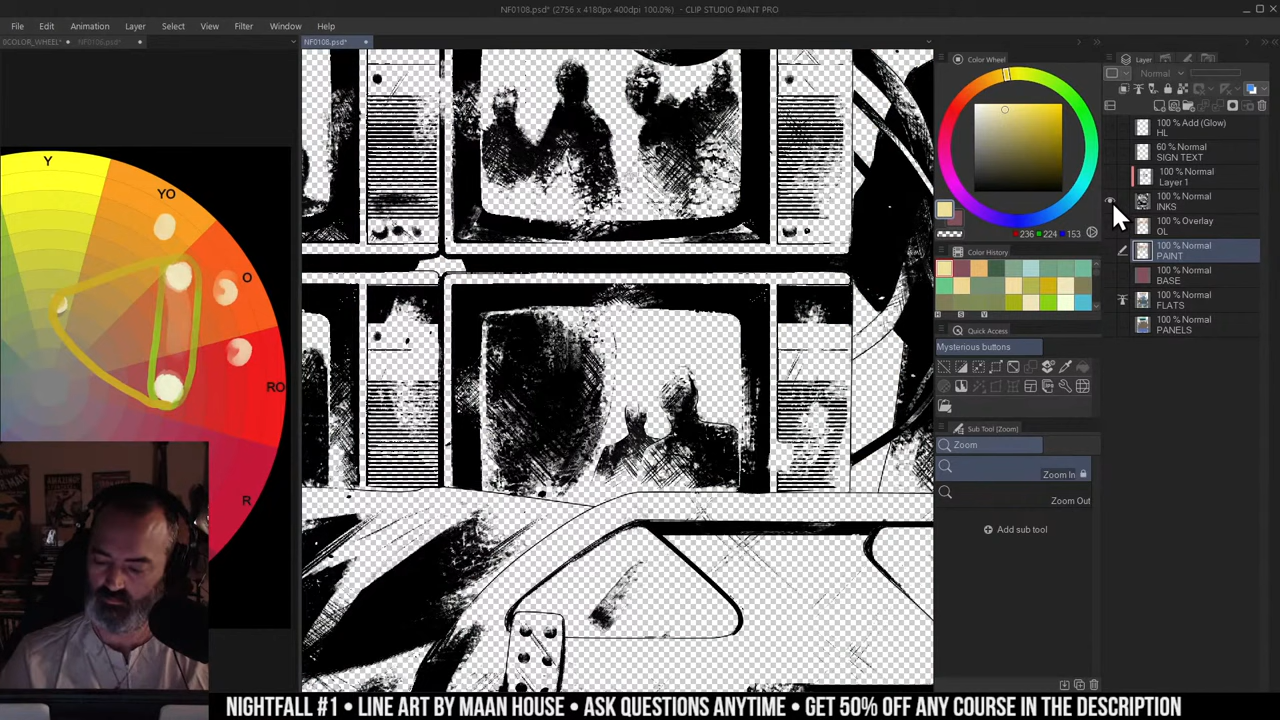 NF0108.psd* (2756 x 4180px 400dpi 100.0%) - CLIP STUDIO PAINT PRO
File Edit Animation Layer Select View Filter Window Help
0COLOR_WHEEL* NF0106.psd* NF0108.psd*
Color Wheel
236 224 153
Color History
H S V
Quick Access
Mysterious buttons
Sub Tool (Zoom)
Zoom
Zoom In
Zoom Out
Add sub tool
Layer
Normal
100 % Add (Glow)
HL
60 % Normal
SIGN TEXT
100 % Normal
Layer 1
100 % Normal
INKS
100 % Overlay
OL
100 % Normal
PAINT
100 % Normal
BASE
100 % Normal
FLATS
100 % Normal
PANELS
Y
YO
O
RO
R
NIGHTFALL #1 • LINE ART BY MAAN HOUSE • ASK QUESTIONS ANYTIME • GET 50% OFF ANY COURSE IN THE DESCRIPTION